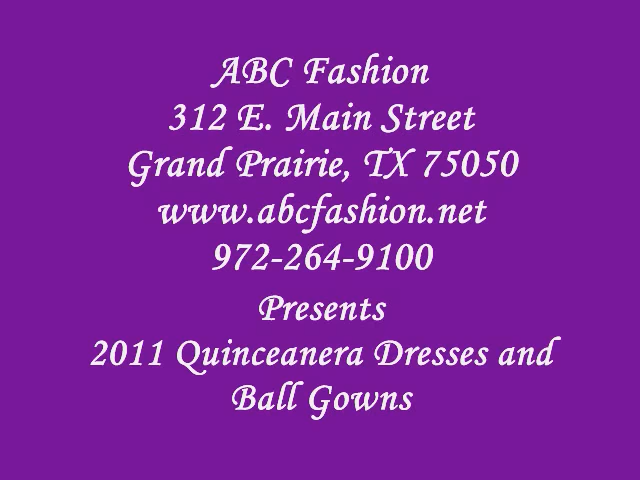 ABC Fashion
312 E. Main Street
Grand Prairie, TX 75050
www.abcfashion.net
972-264-9100
Presents
2011 Quinceanera Dresses and
Ball Gowns